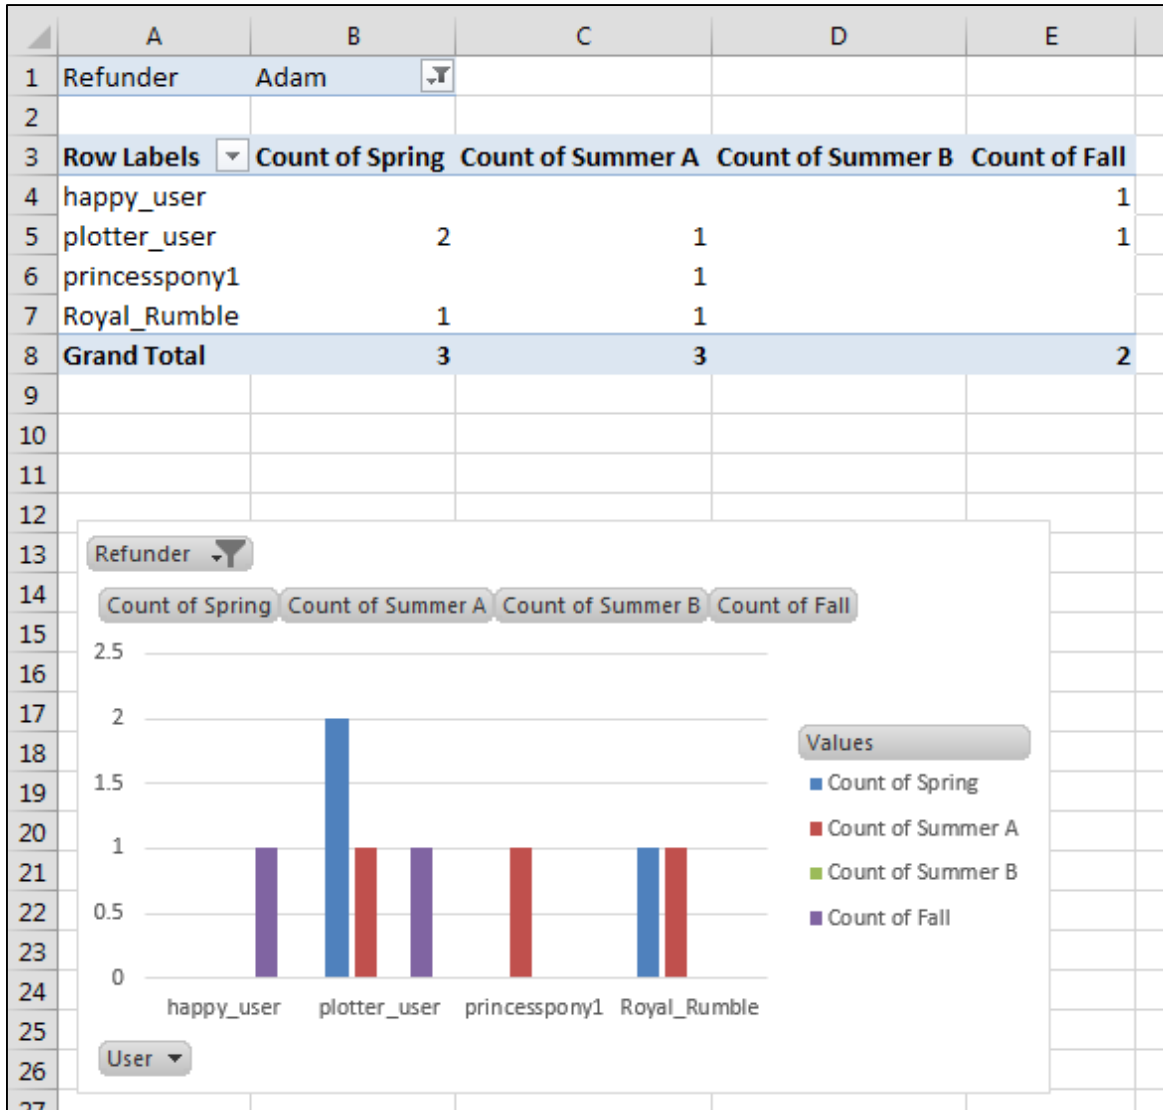 A B C D E
1 Refunder Adam
2
3 Row Labels Count of Spring Count of Summer A Count of Summer B Count of Fall
4 happy_user 1
5 plotter_user 2 1 1
6 princesspony1 1
7 Royal_Rumble 1 1
8 Grand Total 3 3 2
9
10
11
12
13
14
15
16
17
18
19
20
21
22
23
24
25
26
27
Refunder
Count of Spring Count of Summer A Count of Summer B Count of Fall
2.5
2
1.5
1
0.5
0
happy_user plotter_user princesspony1 Royal_Rumble
Values
Count of Spring
Count of Summer A
Count of Summer B
Count of Fall
User